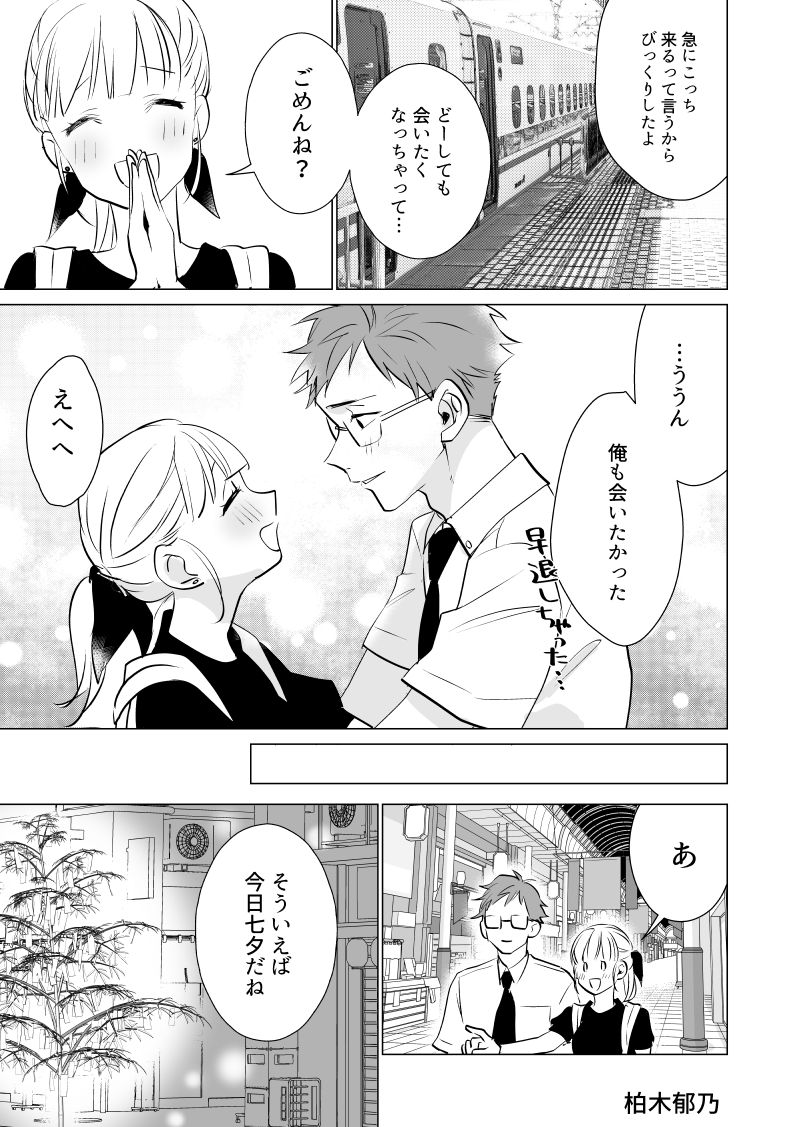 急にこっち
来るって言うから
びっくりしたよ
どーしても
会いたく
なっちゃって…
ごめんね？
…ううん
俺も会いたかった
早退しちゃった…
えへへ
あ
そういえば
今日七夕だね
柏木郁乃